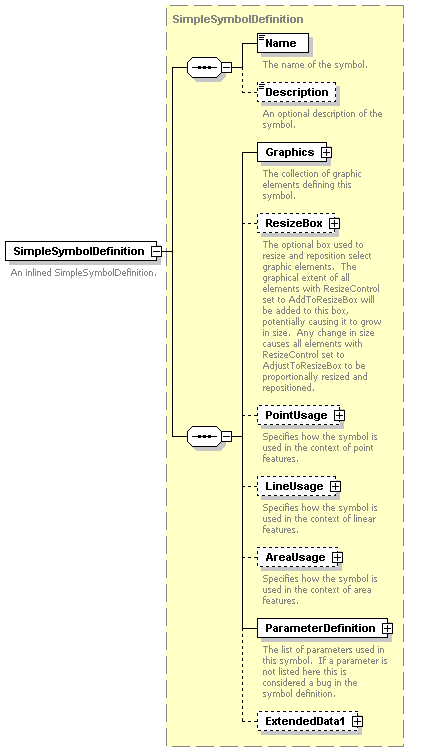 SimpleSymbolDefinition
Name
The name of the symbol.
Description
An optional description of the
symbol.
Graphics
The collection of graphic
elements defining this
symbol.
ResizeBox
The optional box used to
resize and reposition select
graphic elements.  The
graphical extent of all
elements with ResizeControl
set to AddToResizeBox will
be added to this box,
potentially causing it to grow
in size.  Any change in size
causes all elements with
ResizeControl set to
AdjustToResizeBox to be
proportionally resized and
repositioned.
SimpleSymbolDefinition
An inlined SimpleSymbolDefinition.
PointUsage
Specifies how the symbol is
used in the context of point
features.
LineUsage
Specifies how the symbol is
used in the context of linear
features.
AreaUsage
Specifies how the symbol is
used in the context of area
features.
ParameterDefinition
The list of parameters used in
this symbol.  If a parameter is
not listed here this is
considered a bug in the
symbol definition.
ExtendedData1